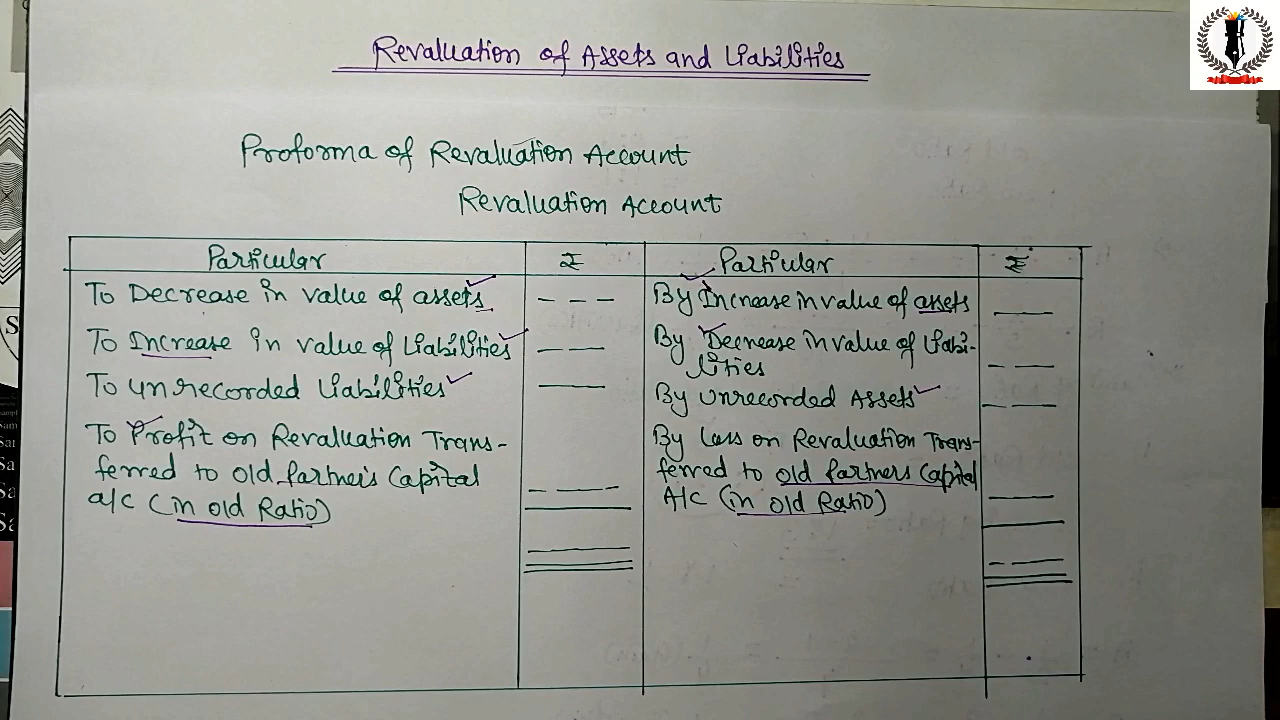 Revaluation of Assets and Liabilities
Proforma of Revaluation Account
Revaluation Account
Particular ₹ Particular ₹
To Decrease in value of assets
By Increase in value of assets
To Increase in value of Liabilities
By Decrease in value of Liabi-
lities
To Unrecorded Liabilities
By Unrecorded Assets
To Profit on Revaluation Trans-
ferred to old Partner's Capital
a/c (in old Ratio)
By Loss on Revaluation Trans-
ferred to old Partners Capital
A/c (in old Ratio)